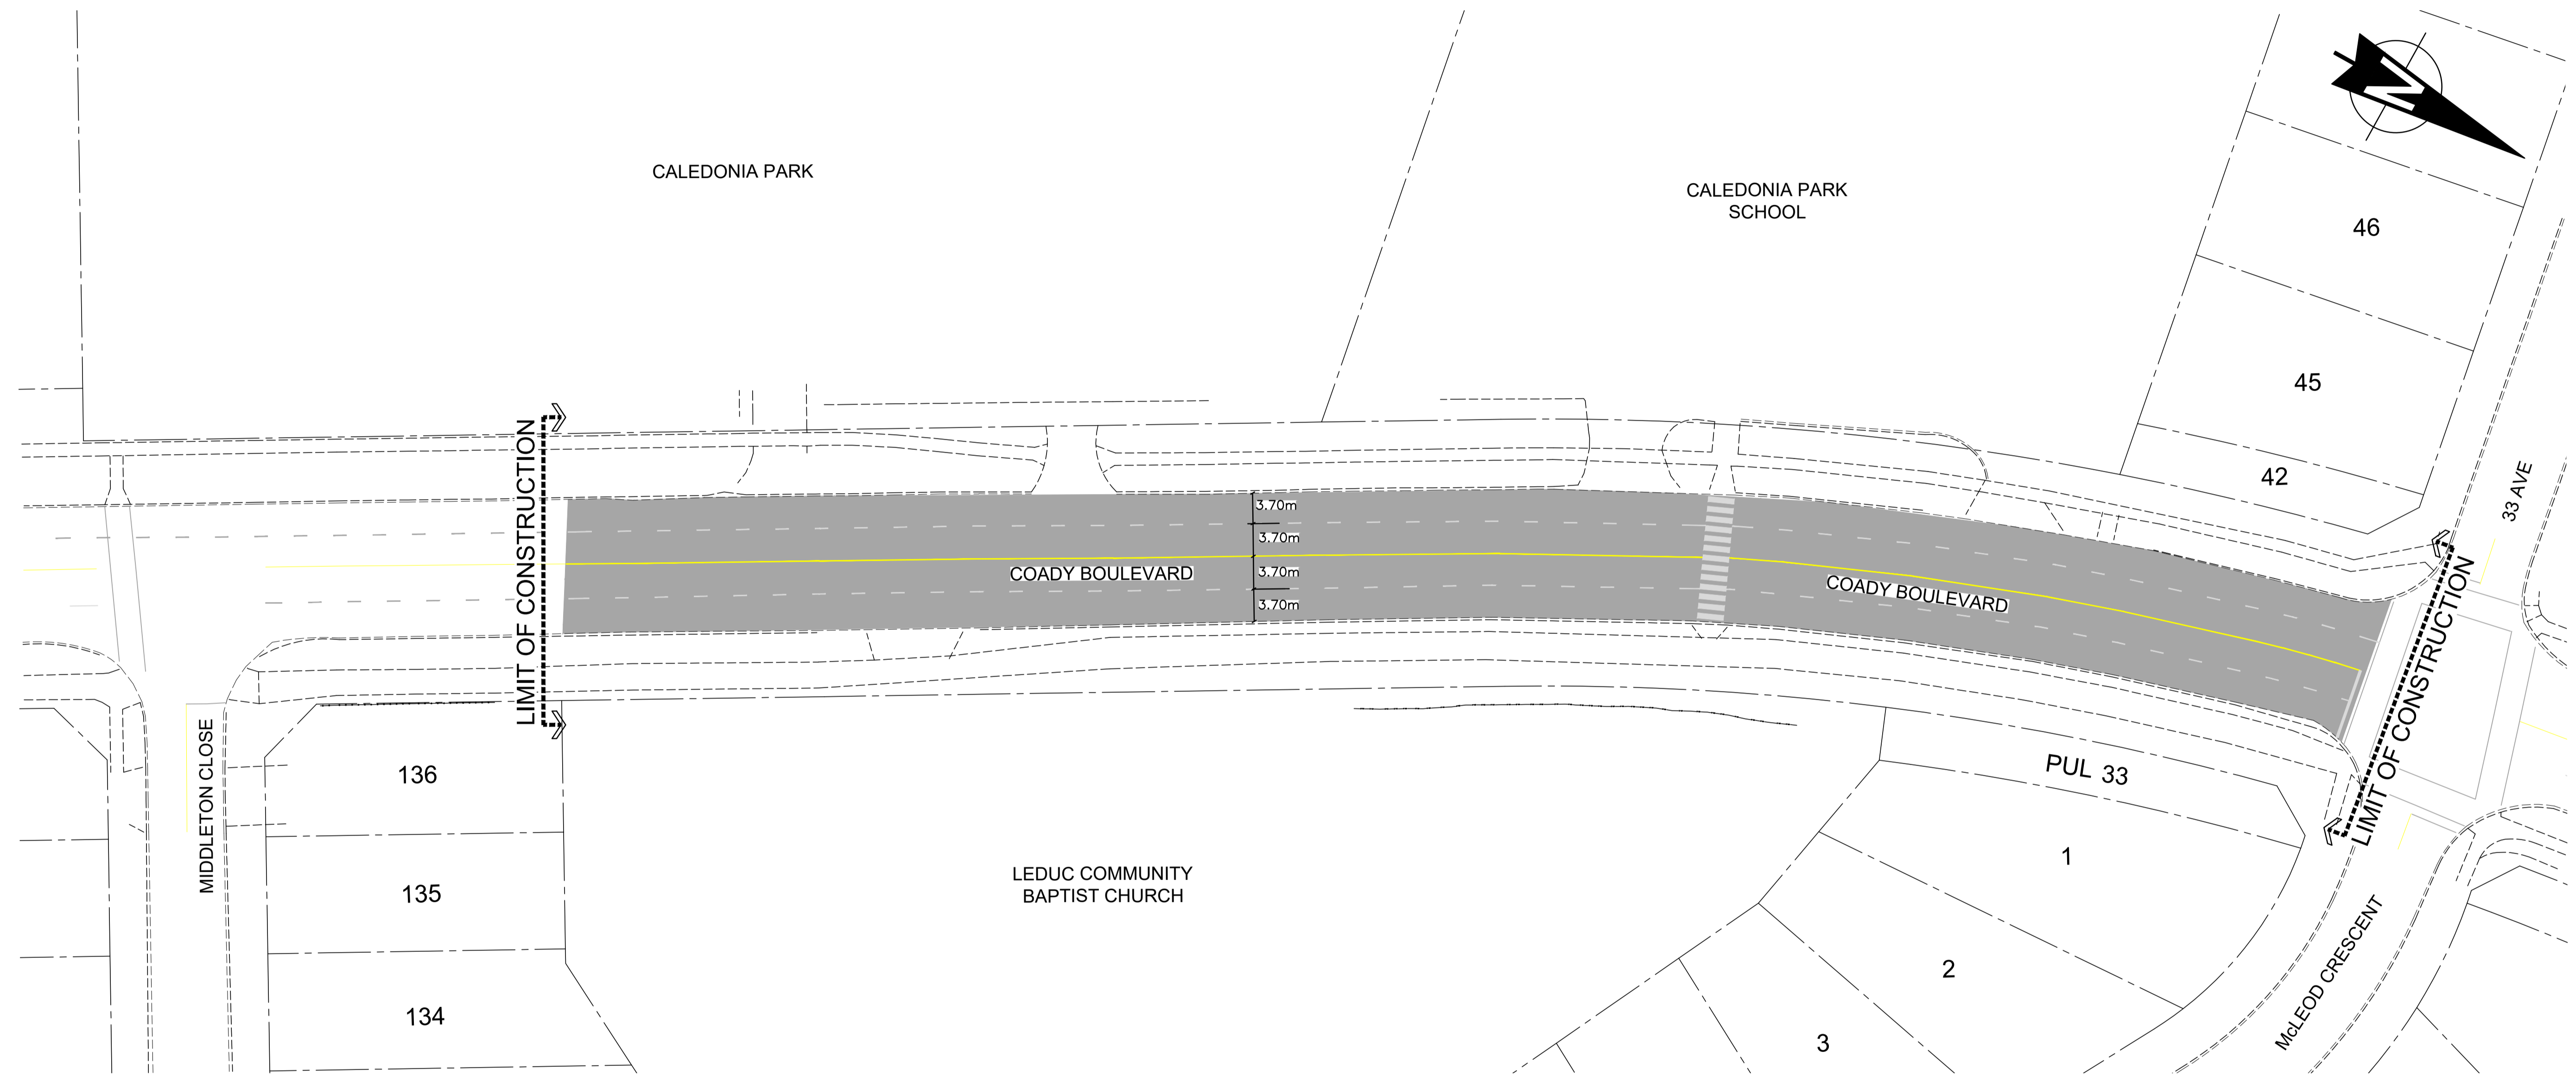 N
CALEDONIA PARK
CALEDONIA PARK
SCHOOL
46
45
42
33 AVE
LIMIT OF CONSTRUCTION
3.70m
3.70m
3.70m
3.70m
COADY BOULEVARD
COADY BOULEVARD
LIMIT OF CONSTRUCTION
MIDDLETON CLOSE
136
135
134
LEDUC COMMUNITY
BAPTIST CHURCH
PUL 33
1
2
3
McLEOD CRESCENT